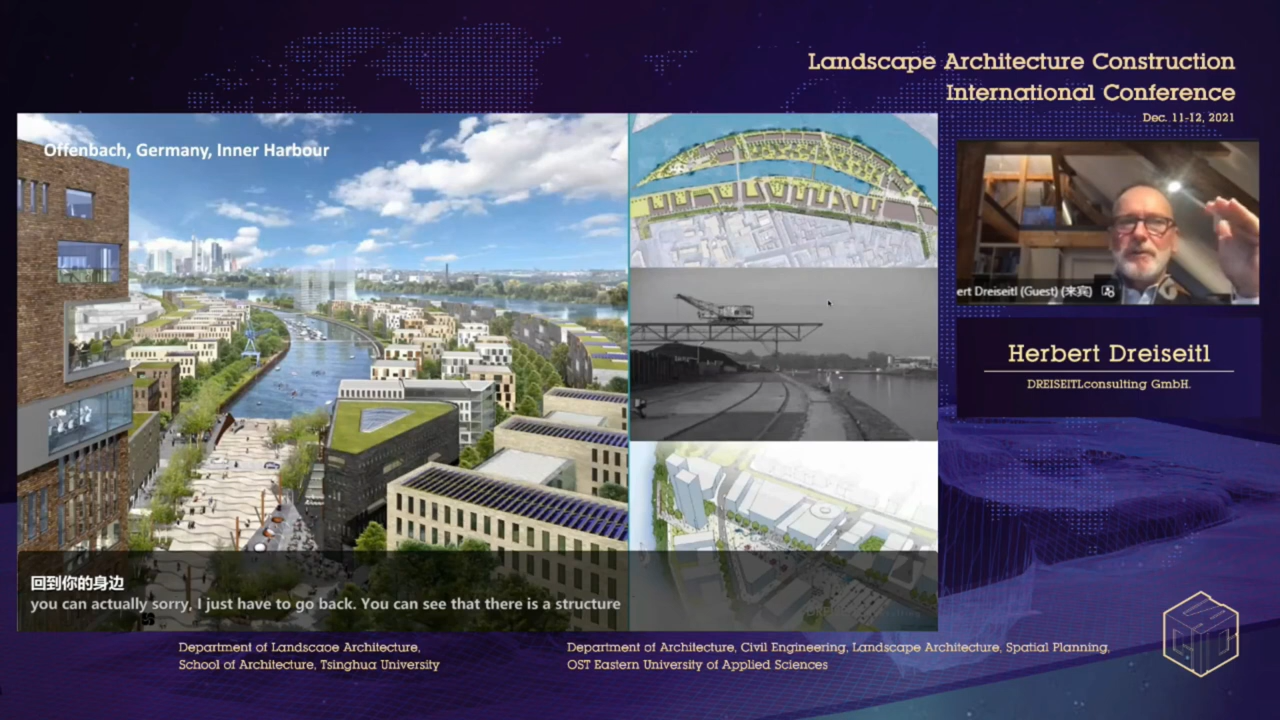 Landscape Architecture Construction
International Conference
Dec. 11-12, 2021
Offenbach, Germany, Inner Harbour
ert Dreiseitl (Guest) (来宾)
Herbert Dreiseitl
DREISEITLconsulting GmbH.
回到你的身边
you can actually sorry, I just have to go back. You can see that there is a structure
Department of Landscape Architecture,
School of Architecture, Tsinghua University
Department of Architecture, Civil Engineering, Landscape Architecture, Spatial Planning,
OST Eastern University of Applied Sciences